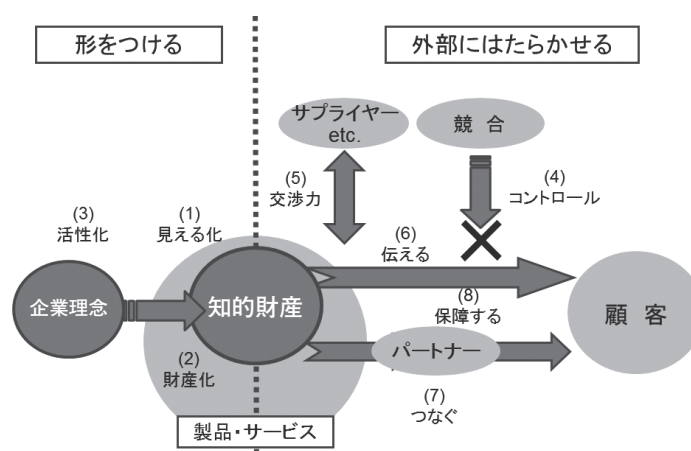 形をつける
外部にはたらかせる
サプライヤー
etc.
競 合
(5)
交渉力
(4)
コントロール
(3)
活性化
(1)
見える化
(6)
伝える
企業理念
知的財産
(8)
保障する
顧 客
パートナー
(2)
財産化
(7)
つなぐ
製品・サービス